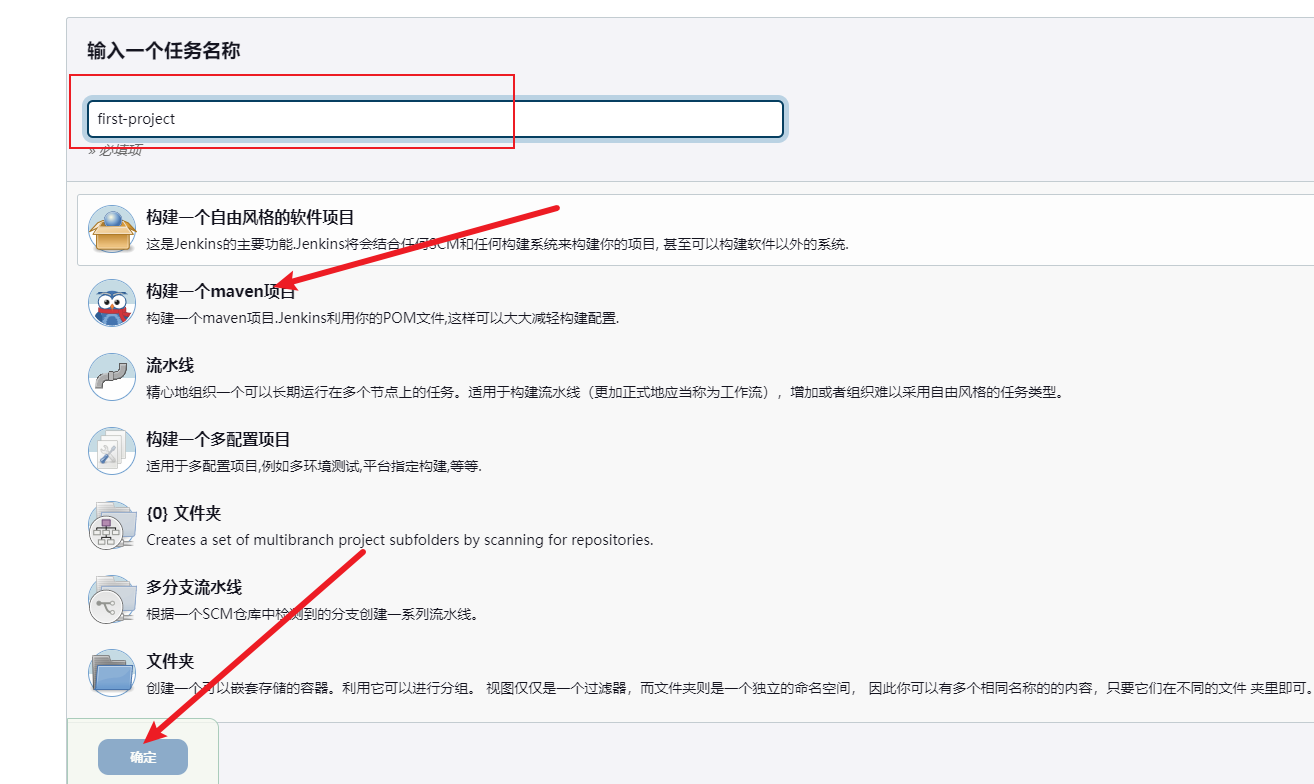 输入一个任务名称
first-project
» 必填项
构建一个自由风格的软件项目
这是Jenkins的主要功能.Jenkins将会结合任何SCM和任何构建系统来构建你的项目, 甚至可以构建软件以外的系统.
构建一个maven项目
构建一个maven项目.Jenkins利用你的POM文件,这样可以大大减轻构建配置.
流水线
精心地组织一个可以长期运行在多个节点上的任务。适用于构建流水线（更加正式地应当称为工作流），增加或者组织难以采用自由风格的任务类型。
构建一个多配置项目
适用于多配置项目,例如多环境测试,平台指定构建,等等.
{0} 文件夹
Creates a set of multibranch project subfolders by scanning for repositories.
多分支流水线
根据一个SCM仓库中检测到的分支创建一系列流水线。
文件夹
创建一个可以嵌套存储的容器。利用它可以进行分组。 视图仅仅是一个过滤器，而文件夹则是一个独立的命名空间， 因此你可以有多个相同名称的的内容，只要它们在不同的文件 夹里即可。
确定